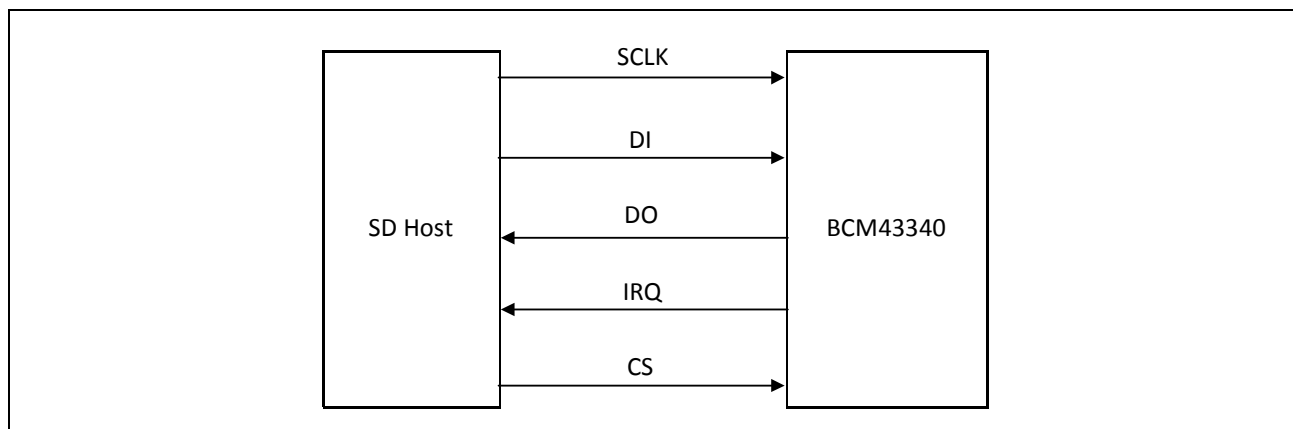 SCLK
DI
SD Host
DO
BCM43340
IRQ
CS